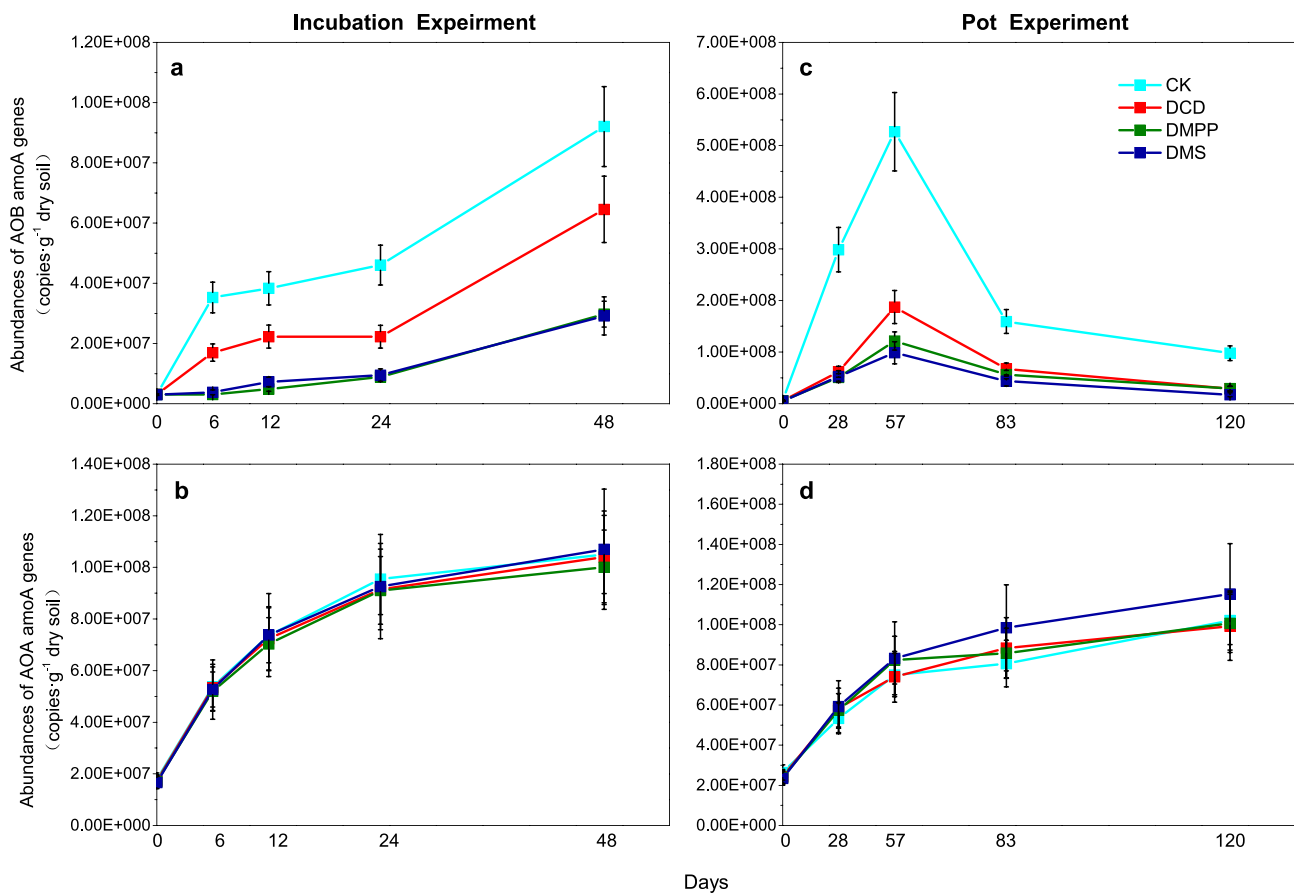 Incubation Expeirment
Pot Experiment
Abundances of AOB amoA genes
（copies·g⁻¹ dry soil）
a
1.20E+008
1.00E+008
8.00E+007
6.00E+007
4.00E+007
2.00E+007
0.00E+000
0 6 12 24 48
c
7.00E+008
6.00E+008
5.00E+008
4.00E+008
3.00E+008
2.00E+008
1.00E+008
0.00E+000
0 28 57 83 120
CK
DCD
DMPP
DMS
Abundances of AOA amoA genes
（copies·g⁻¹ dry soil）
b
1.40E+008
1.20E+008
1.00E+008
8.00E+007
6.00E+007
4.00E+007
2.00E+007
0.00E+000
0 6 12 24 48
d
1.80E+008
1.60E+008
1.40E+008
1.20E+008
1.00E+008
8.00E+007
6.00E+007
4.00E+007
2.00E+007
0.00E+000
0 28 57 83 120
Days